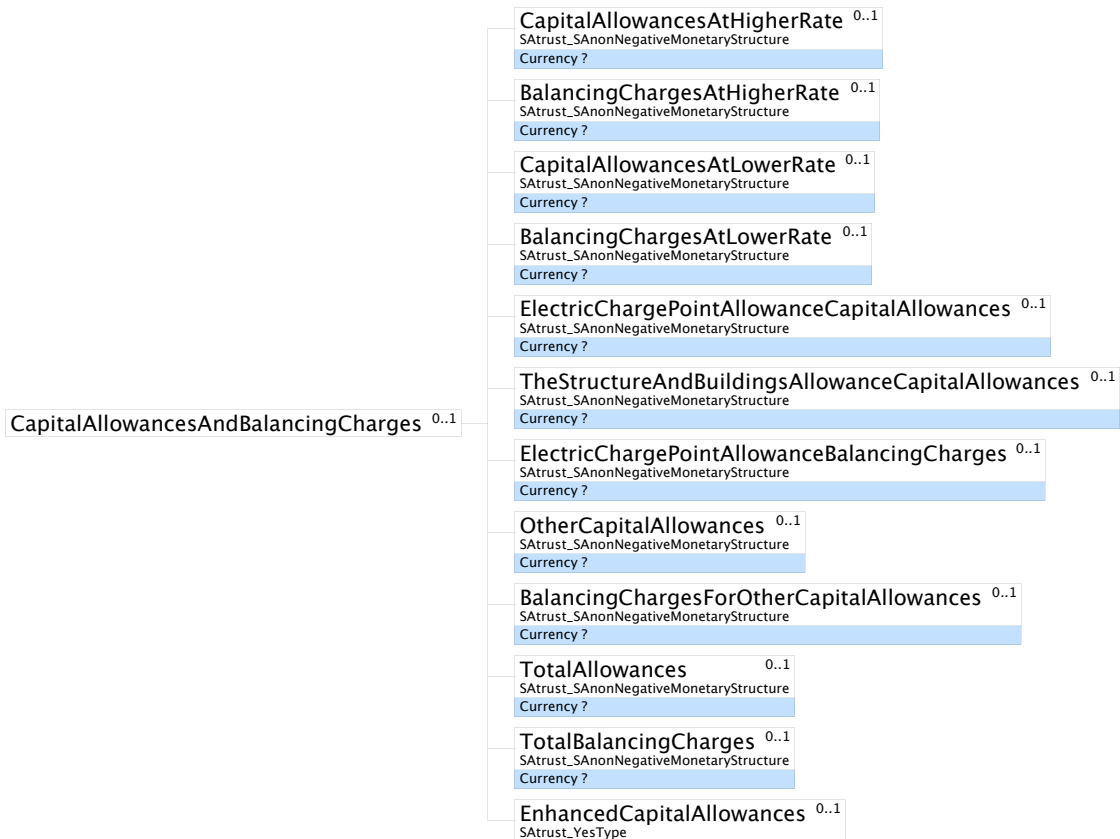 CapitalAllowancesAtHigherRate 0..1
SAtrust_SAnonNegativeMonetaryStructure
Currency ?
BalancingChargesAtHigherRate 0..1
SAtrust_SAnonNegativeMonetaryStructure
Currency ?
CapitalAllowancesAtLowerRate 0..1
SAtrust_SAnonNegativeMonetaryStructure
Currency ?
BalancingChargesAtLowerRate 0..1
SAtrust_SAnonNegativeMonetaryStructure
Currency ?
ElectricChargePointAllowanceCapitalAllowances 0..1
SAtrust_SAnonNegativeMonetaryStructure
Currency ?
TheStructureAndBuildingsAllowanceCapitalAllowances 0..1
SAtrust_SAnonNegativeMonetaryStructure
Currency ?
CapitalAllowancesAndBalancingCharges 0..1
ElectricChargePointAllowanceBalancingCharges 0..1
SAtrust_SAnonNegativeMonetaryStructure
Currency ?
OtherCapitalAllowances 0..1
SAtrust_SAnonNegativeMonetaryStructure
Currency ?
BalancingChargesForOtherCapitalAllowances 0..1
SAtrust_SAnonNegativeMonetaryStructure
Currency ?
TotalAllowances 0..1
SAtrust_SAnonNegativeMonetaryStructure
Currency ?
TotalBalancingCharges 0..1
SAtrust_SAnonNegativeMonetaryStructure
Currency ?
EnhancedCapitalAllowances 0..1
SAtrust_YesType